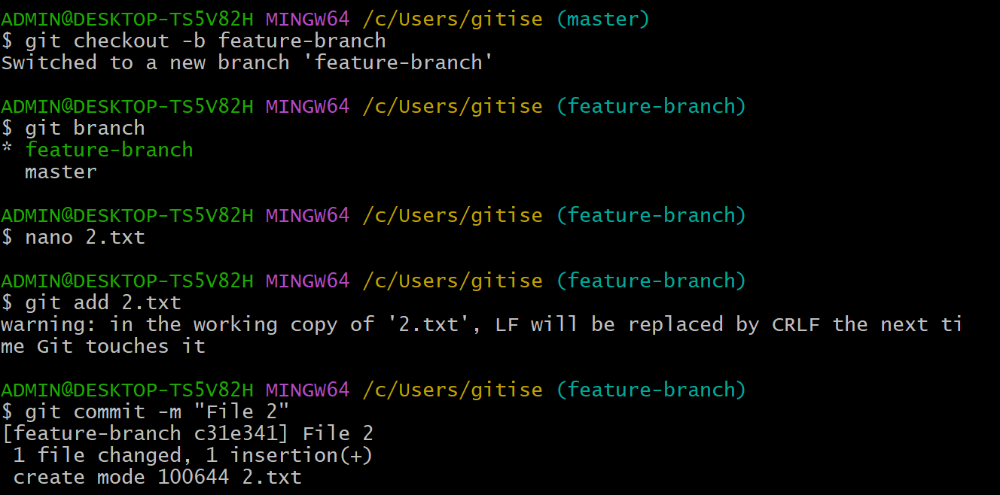 ADMIN@DESKTOP-TS5V82H MINGW64 /c/Users/gitise (master)
$ git checkout -b feature-branch
Switched to a new branch 'feature-branch'
ADMIN@DESKTOP-TS5V82H MINGW64 /c/Users/gitise (feature-branch)
$ git branch
* feature-branch
  master
ADMIN@DESKTOP-TS5V82H MINGW64 /c/Users/gitise (feature-branch)
$ nano 2.txt
ADMIN@DESKTOP-TS5V82H MINGW64 /c/Users/gitise (feature-branch)
$ git add 2.txt
warning: in the working copy of '2.txt', LF will be replaced by CRLF the next ti
me Git touches it
ADMIN@DESKTOP-TS5V82H MINGW64 /c/Users/gitise (feature-branch)
$ git commit -m "File 2"
[feature-branch c31e341] File 2
 1 file changed, 1 insertion(+)
 create mode 100644 2.txt